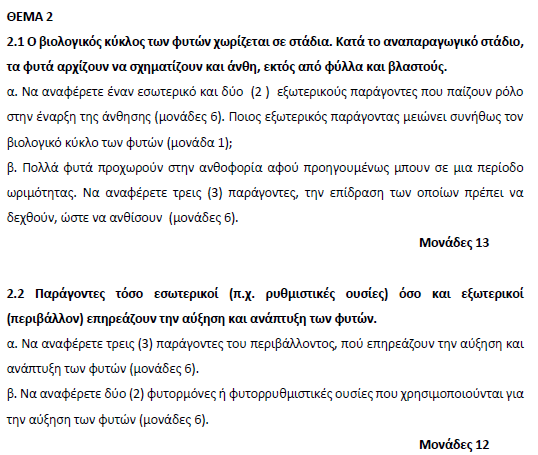 ΘΕΜΑ 2
2.1 Ο βιολογικός κύκλος των φυτών χωρίζεται σε στάδια. Κατά το αναπαραγωγικό στάδιο,
τα φυτά αρχίζουν να σχηματίζουν και άνθη, εκτός από φύλλα και βλαστούς.
α. Να αναφέρετε έναν εσωτερικό και δύο (2 ) εξωτερικούς παράγοντες που παίζουν ρόλο
στην έναρξη της άνθησης (μονάδες 6). Ποιος εξωτερικός παράγοντας μειώνει συνήθως τον
βιολογικό κύκλο των φυτών (μονάδα 1);
β. Πολλά φυτά προχωρούν στην ανθοφορία αφού προηγουμένως μπουν σε μια περίοδο
ωριμότητας. Να αναφέρετε τρεις (3) παράγοντες, την επίδραση των οποίων πρέπει να
δεχθούν, ώστε να ανθίσουν (μονάδες 6).
Μονάδες 13
2.2 Παράγοντες τόσο εσωτερικοί (π.χ. ρυθμιστικές ουσίες) όσο και εξωτερικοί
(περιβάλλον) επηρεάζουν την αύξηση και ανάπτυξη των φυτών.
α. Να αναφέρετε τρεις (3) παράγοντες του περιβάλλοντος, πού επηρεάζουν την αύξηση και
ανάπτυξη των φυτών (μονάδες 6).
β. Να αναφέρετε δύο (2) φυτορμόνες ή φυτορρυθμιστικές ουσίες που χρησιμοποιούνται για
την αύξηση των φυτών (μονάδες 6).
Μονάδες 12